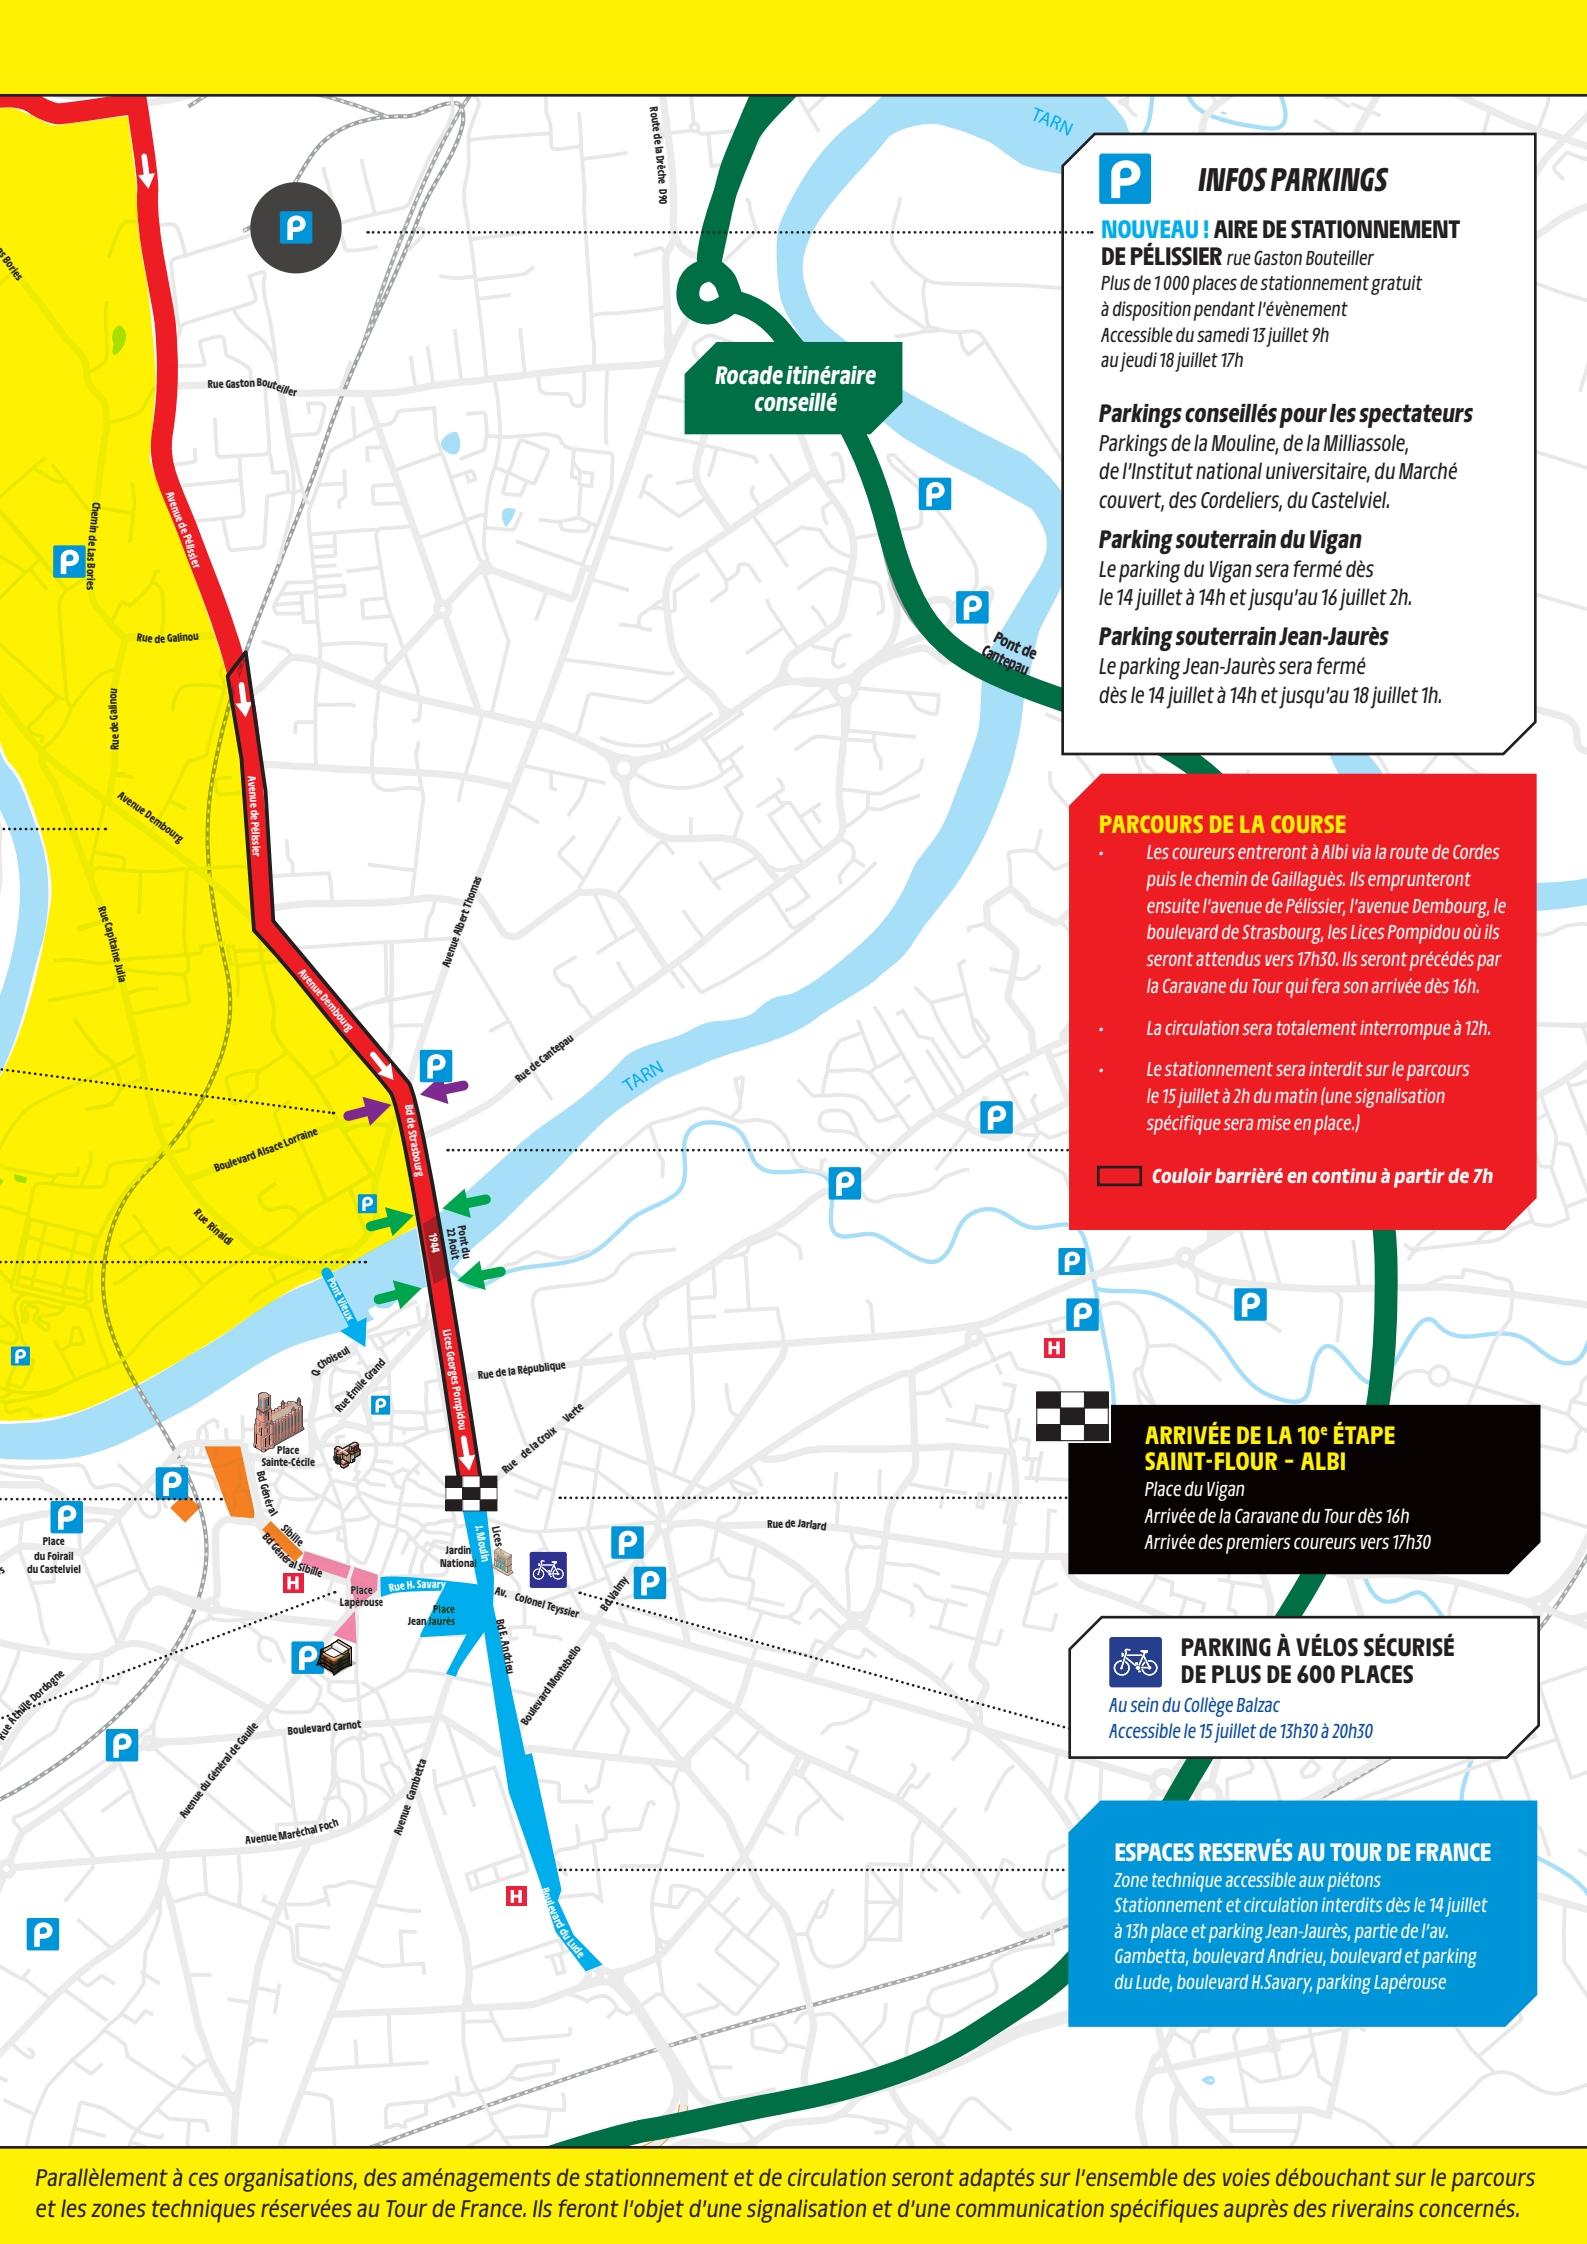 TARN
Route de la Drèche D90
INFOS PARKINGS
NOUVEAU ! AIRE DE STATIONNEMENT
DE PÉLISSIER rue Gaston Bouteiller
Plus de 1 000 places de stationnement gratuit
à disposition pendant l'évènement
Accessible du samedi 13 juillet 9h
au jeudi 18 juillet 17h
Parkings conseillés pour les spectateurs
Parkings de la Mouline, de la Milliassole,
de l'Institut national universitaire, du Marché
couvert, des Cordeliers, du Castelviel.
Parking souterrain du Vigan
Le parking du Vigan sera fermé dès
le 14 juillet à 14h et jusqu'au 16 juillet 2h.
Parking souterrain Jean-Jaurès
Le parking Jean-Jaurès sera fermé
dès le 14 juillet à 14h et jusqu'au 18 juillet 1h.
Rocade itinéraire
conseillé
Rue Gaston Bouteiller
Avenue de Pélissier
Chemin de Las Bories
Rue de Galinou
Rue de Galinou
Pont de
Cantepau
Avenue Dembourg
Avenue de Pélissier
Rue Capitaine Julia
Avenue Albert Thomas
Avenue Dembourg
Rue de Cantepau
TARN
Bd de Strasbourg
Boulevard Alsace Lorraine
Rue Rinaldi
Pont du
22 Août
1944
Pont Vieux
PARCOURS DE LA COURSE
• Les coureurs entreront à Albi via la route de Cordes
puis le chemin de Gaillaguès. Ils emprunteront
ensuite l'avenue de Pélissier, l'avenue Dembourg, le
boulevard de Strasbourg, les Lices Pompidou où ils
seront attendus vers 17h30. Ils seront précédés par
la Caravane du Tour qui fera son arrivée dès 16h.
• La circulation sera totalement interrompue à 12h.
• Le stationnement sera interdit sur le parcours
le 15 juillet à 2h du matin (une signalisation
spécifique sera mise en place.)
Couloir barrièré en continu à partir de 7h
Q. Choiseul
Rue Émile Grand
Lices Georges Pompidou
Rue de la République
Rue de la Croix Verte
Place
Sainte-Cécile
Bd Général
Sibille
Bd Général Sibille
Place
du Foirail
du Castelviel
Place
Lapérouse
Rue H. Savary
Jardin
National
J. Moulin
Lices
Place
Jean Jaurès
Av. Colonel Teyssier
Bd Valmy
Rue de Jarlard
Bd E. Andrieu
Boulevard Montebello
Rue Achille Dordogne
Boulevard Carnot
Avenue du Général de Gaulle
Avenue Gambetta
Avenue Maréchal Foch
Boulevard du Lude
ARRIVÉE DE LA 10e ÉTAPE
SAINT-FLOUR - ALBI
Place du Vigan
Arrivée de la Caravane du Tour dès 16h
Arrivée des premiers coureurs vers 17h30
PARKING À VÉLOS SÉCURISÉ
DE PLUS DE 600 PLACES
Au sein du Collège Balzac
Accessible le 15 juillet de 13h30 à 20h30
ESPACES RESERVÉS AU TOUR DE FRANCE
Zone technique accessible aux piétons
Stationnement et circulation interdits dès le 14 juillet
à 13h place et parking Jean-Jaurès, partie de l'av.
Gambetta, boulevard Andrieu, boulevard et parking
du Lude, boulevard H.Savary, parking Lapérouse
Parallèlement à ces organisations, des aménagements de stationnement et de circulation seront adaptés sur l'ensemble des voies débouchant sur le parcours
et les zones techniques réservées au Tour de France. Ils feront l'objet d'une signalisation et d'une communication spécifiques auprès des riverains concernés.